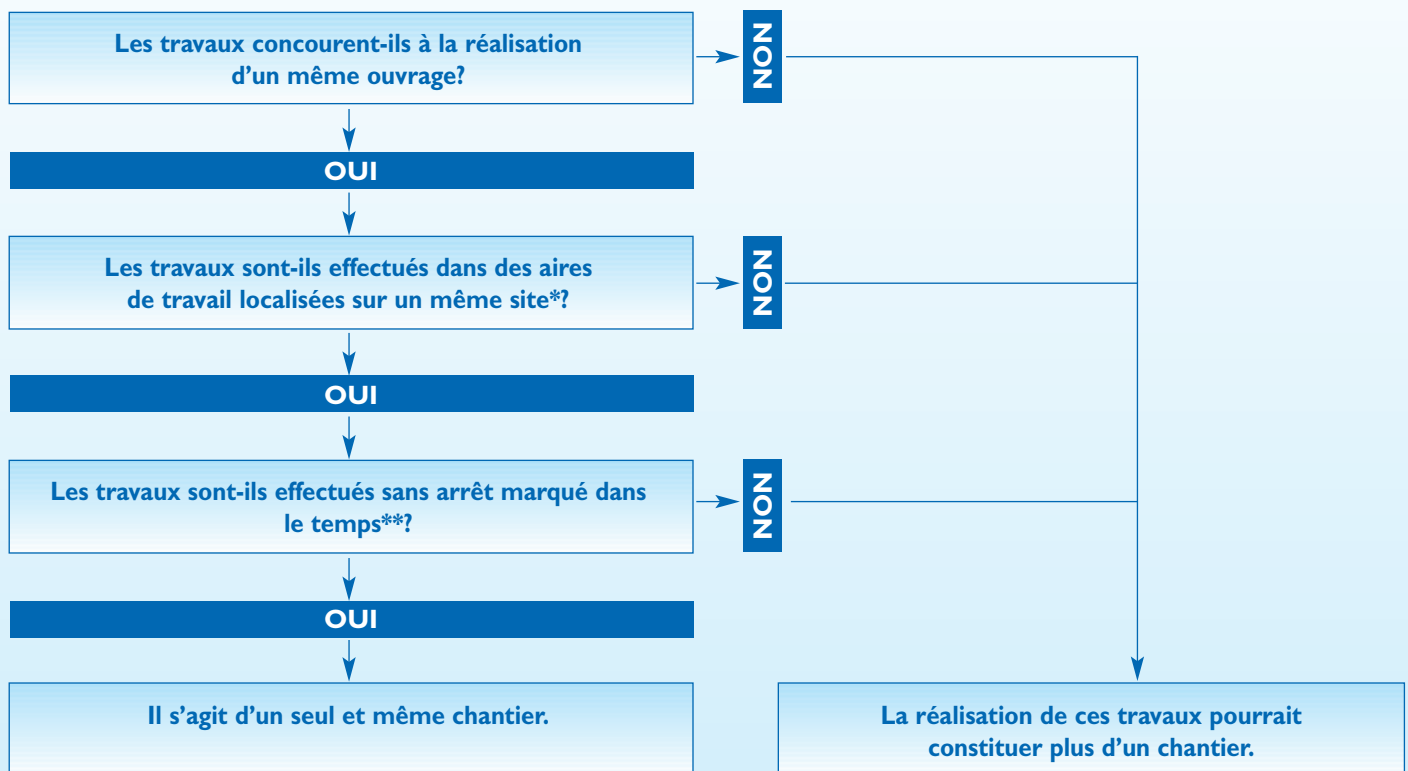 Les travaux concourent-ils à la réalisation
d'un même ouvrage?
NON
OUI
Les travaux sont-ils effectués dans des aires
de travail localisées sur un même site*?
NON
OUI
Les travaux sont-ils effectués sans arrêt marqué dans
le temps**?
NON
OUI
Il s'agit d'un seul et même chantier.
La réalisation de ces travaux pourrait
constituer plus d'un chantier.